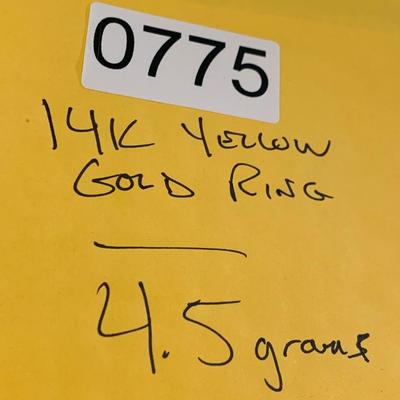 0775
14K YELLOW
GOLD RING
4.5 grams